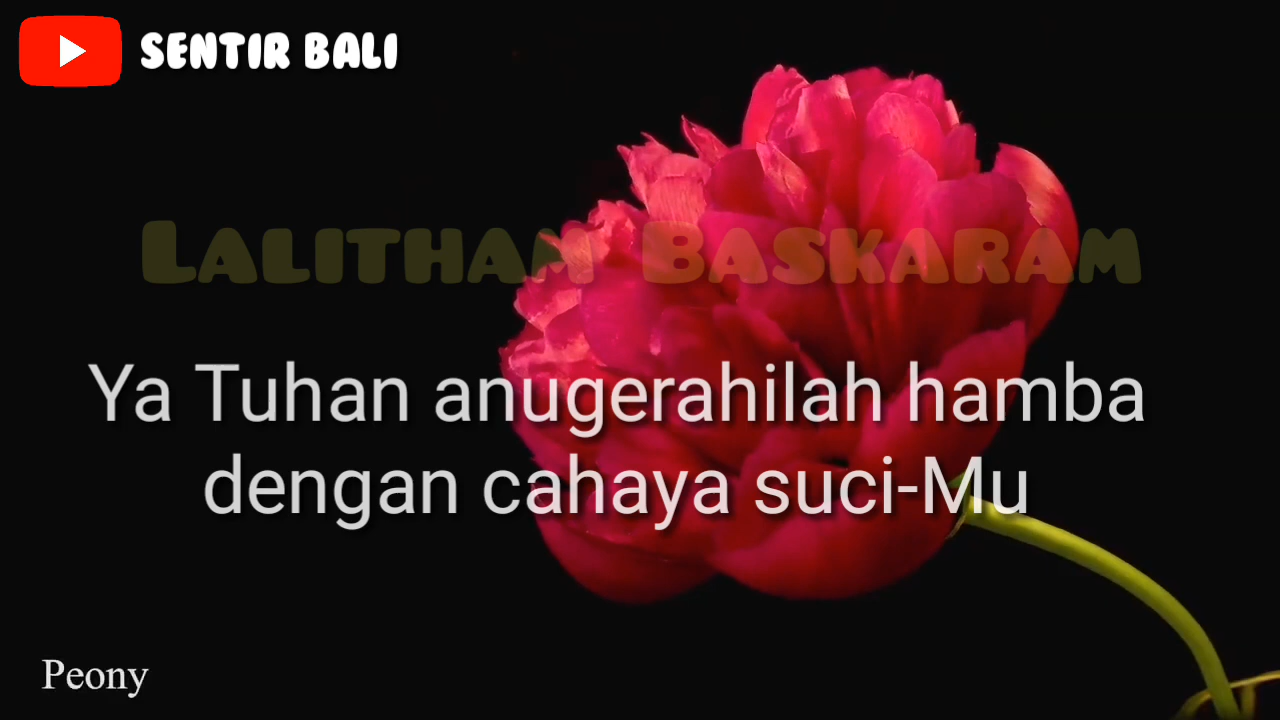 SENTIR BALI
LALITHAM BASKARAM
Ya Tuhan anugerahilah hamba
dengan cahaya suci-Mu
Peony